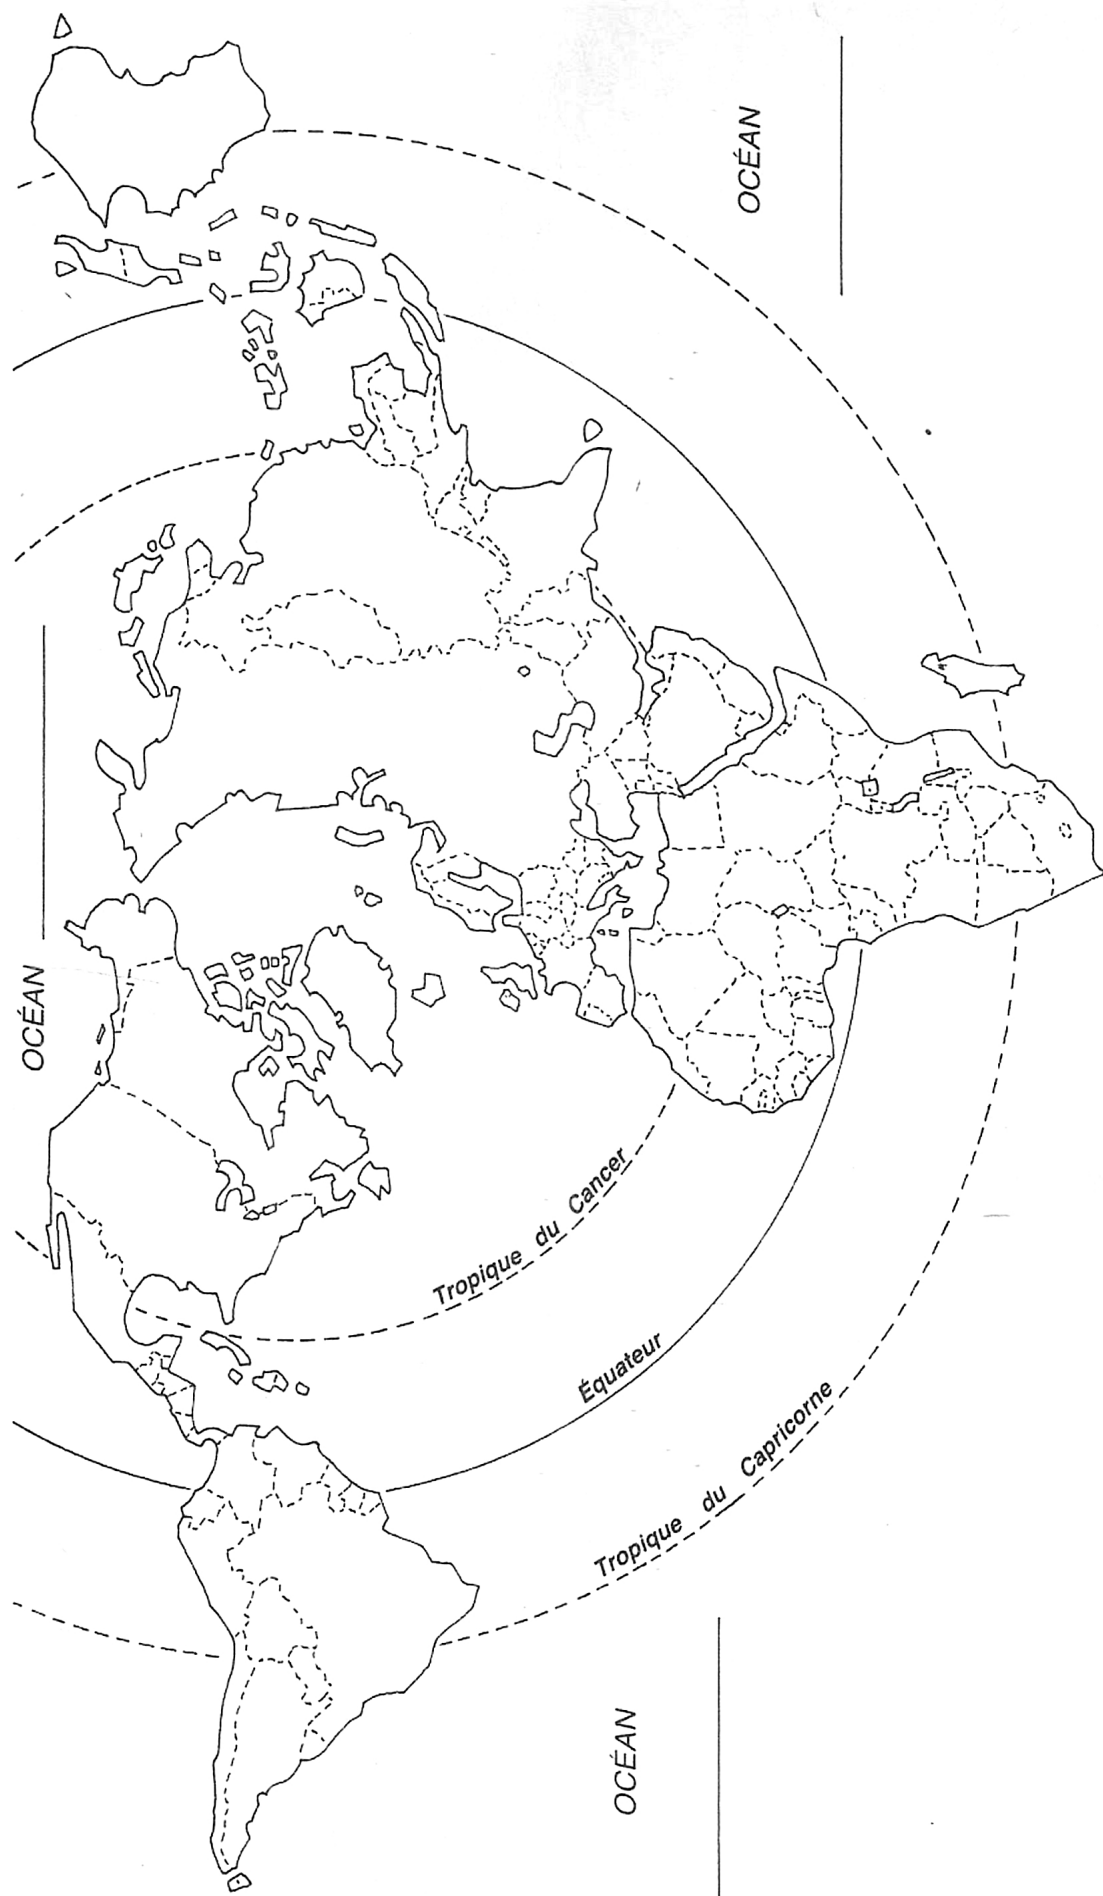 OCÉAN
OCÉAN
Tropique du Cancer
Équateur
Tropique du Capricorne
OCÉAN